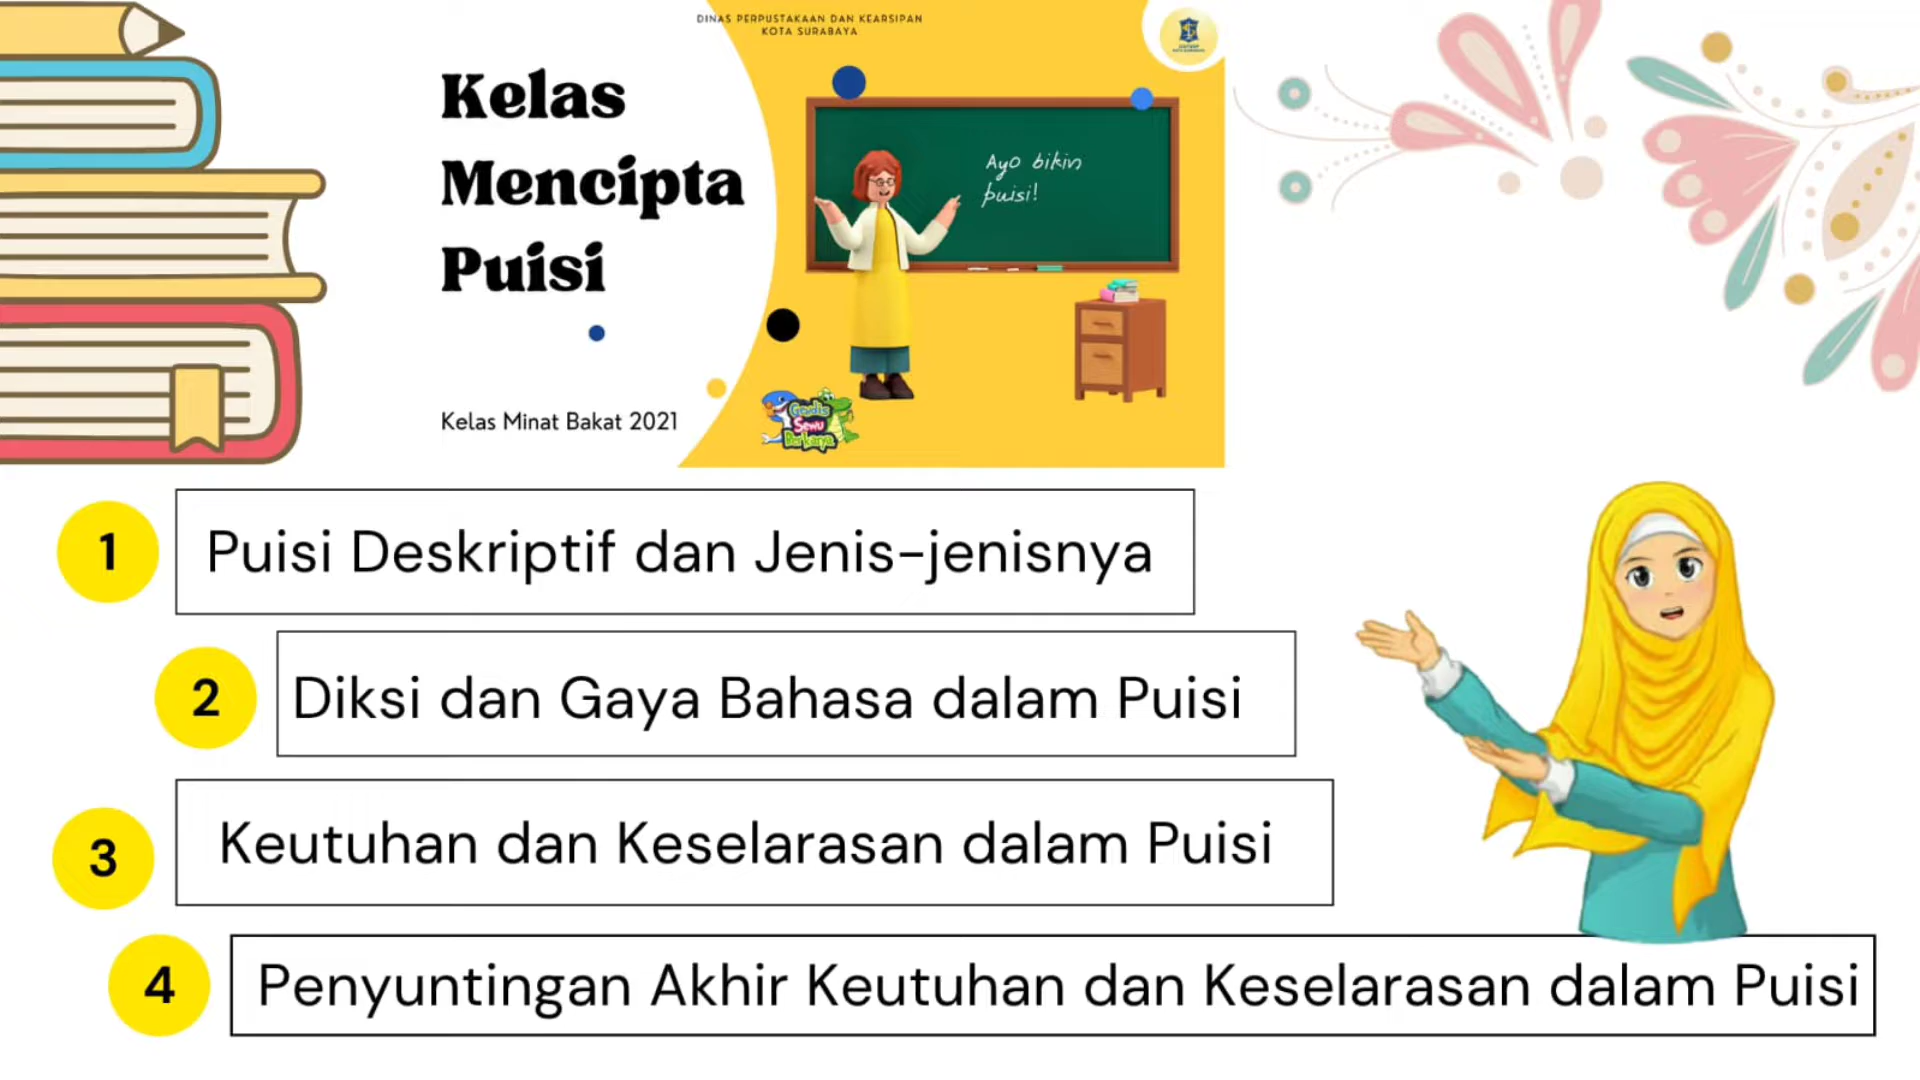 DINAS PERPUSTAKAAN DAN KEARSIPAN
KOTA SURABAYA
Kelas
Mencipta
Puisi
Ayo bikin
puisi!
Kelas Minat Bakat 2021
Sewu
Berkarya
1 Puisi Deskriptif dan Jenis-jenisnya
2 Diksi dan Gaya Bahasa dalam Puisi
3 Keutuhan dan Keselarasan dalam Puisi
4 Penyuntingan Akhir Keutuhan dan Keselarasan dalam Puisi